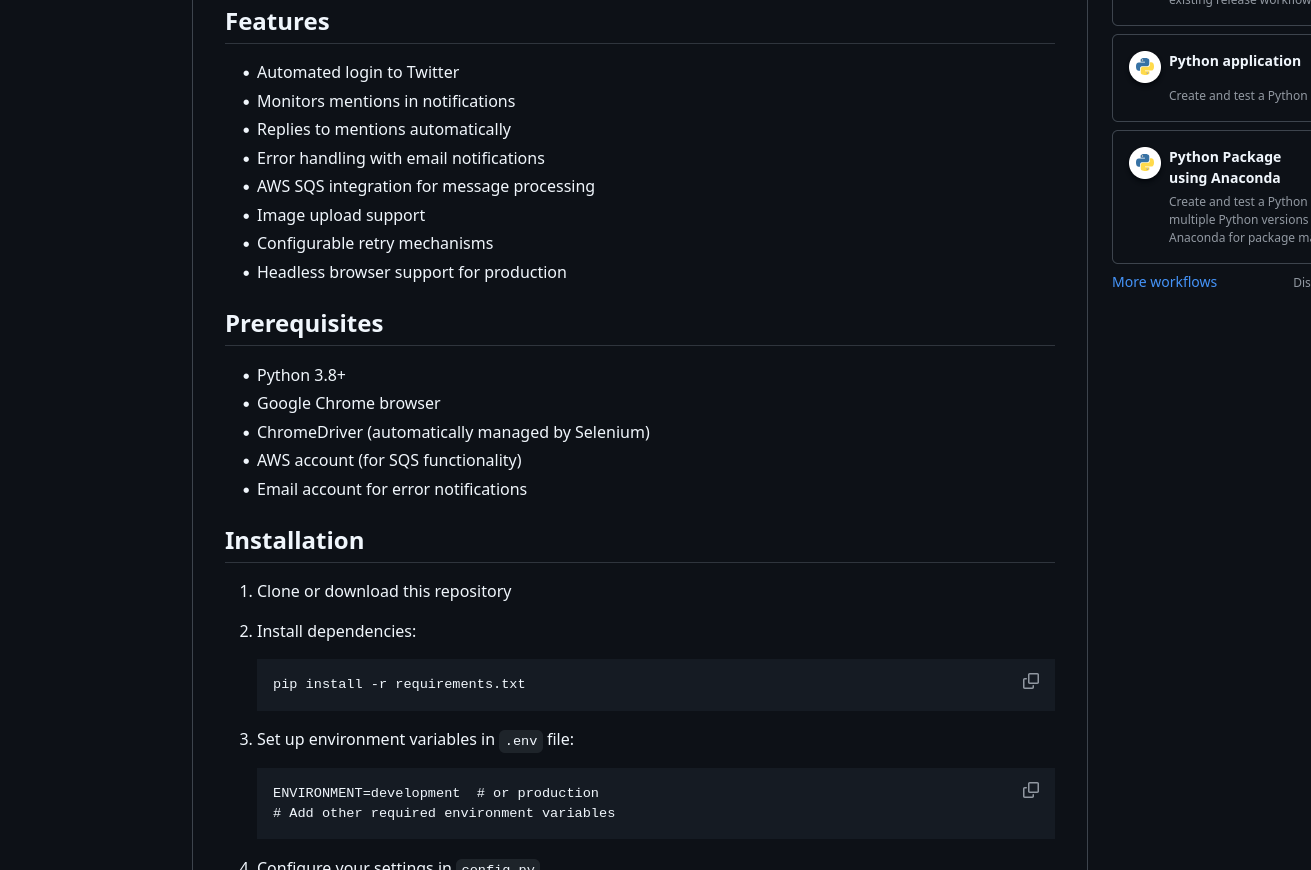 Features
• Automated login to Twitter
• Monitors mentions in notifications
• Replies to mentions automatically
• Error handling with email notifications
• AWS SQS integration for message processing
• Image upload support
• Configurable retry mechanisms
• Headless browser support for production
Prerequisites
• Python 3.8+
• Google Chrome browser
• ChromeDriver (automatically managed by Selenium)
• AWS account (for SQS functionality)
• Email account for error notifications
Installation
1. Clone or download this repository
2. Install dependencies:
pip install -r requirements.txt
3. Set up environment variables in .env file:
ENVIRONMENT=development  # or production
# Add other required environment variables
4. Configure your settings in config.py
existing release workflow
Python application
Create and test a Python
Python Package
using Anaconda
Create and test a Python
multiple Python versions
Anaconda for package
More workflows